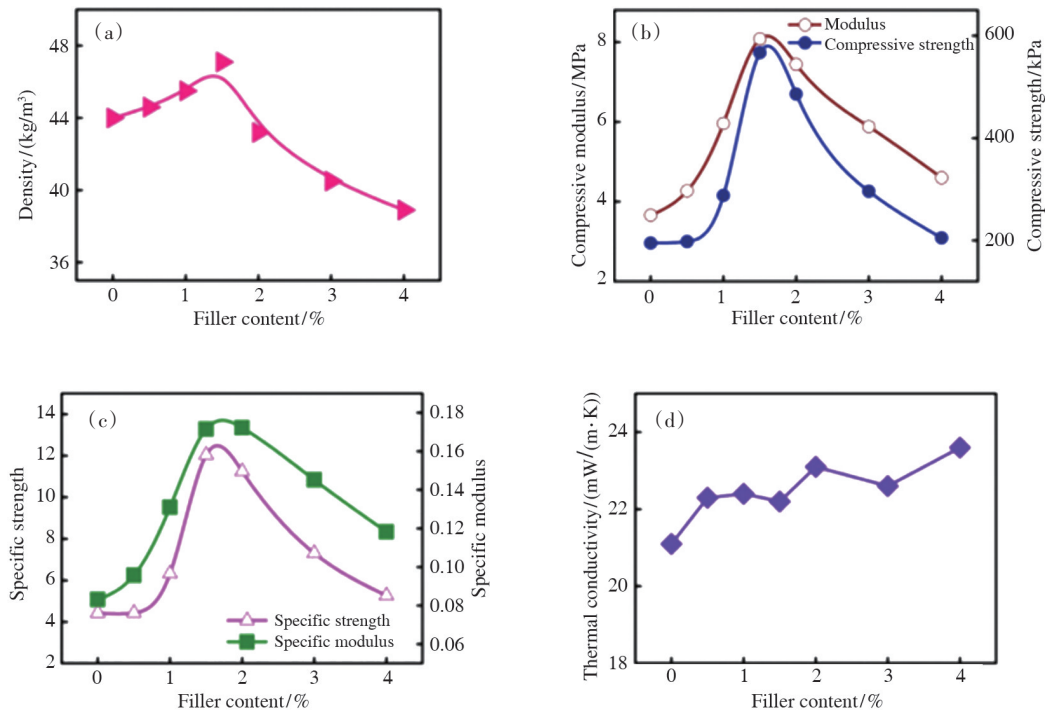 (a)
48
44
40
36
Density/(kg/m³)
0 1 2 3 4
Filler content/%
(b)
Modulus
Compressive strength
8
6
4
2
Compressive modulus/MPa
600
400
200
Compressive strength/kPa
0 1 2 3 4
Filler content/%
(c)
14
12
10
8
6
4
2
Specific strength
0.18
0.16
0.14
0.12
0.10
0.08
0.06
Specific modulus
Specific strength
Specific modulus
0 1 2 3 4
Filler content/%
(d)
24
22
20
18
Thermal conductivity/(mW/(m·K))
0 1 2 3 4
Filler content/%